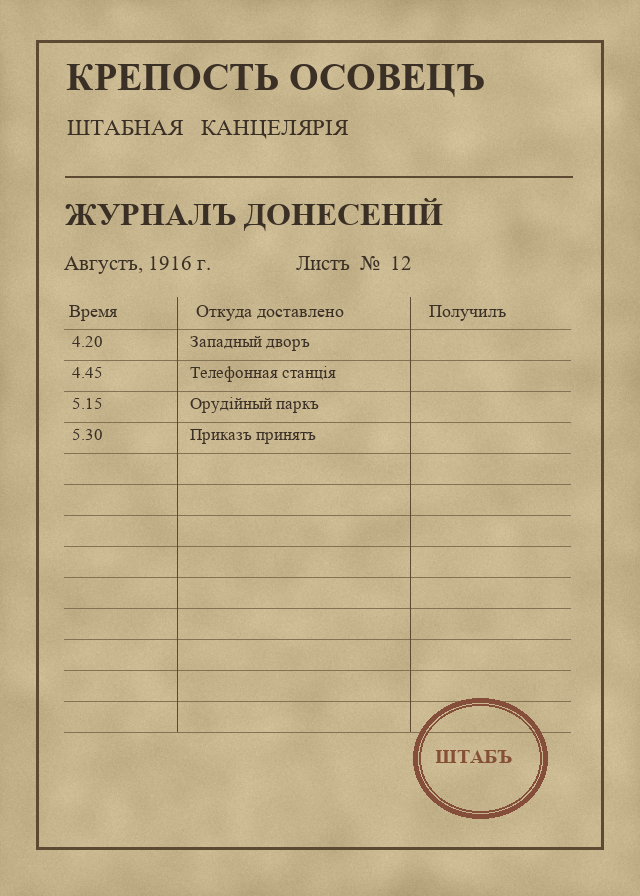 КРЕПОСТЬ ОСОВЕЦЪ
ШТАБНАЯ КАНЦЕЛЯРІЯ
ЖУРНАЛЪ ДОНЕСЕНІЙ
Августъ, 1916 г. Листъ № 12
Время Откуда доставлено Получилъ
4.20 Западный дворъ
4.45 Телефонная станція
5.15 Орудійный паркъ
5.30 Приказъ принять
ШТАБЪ